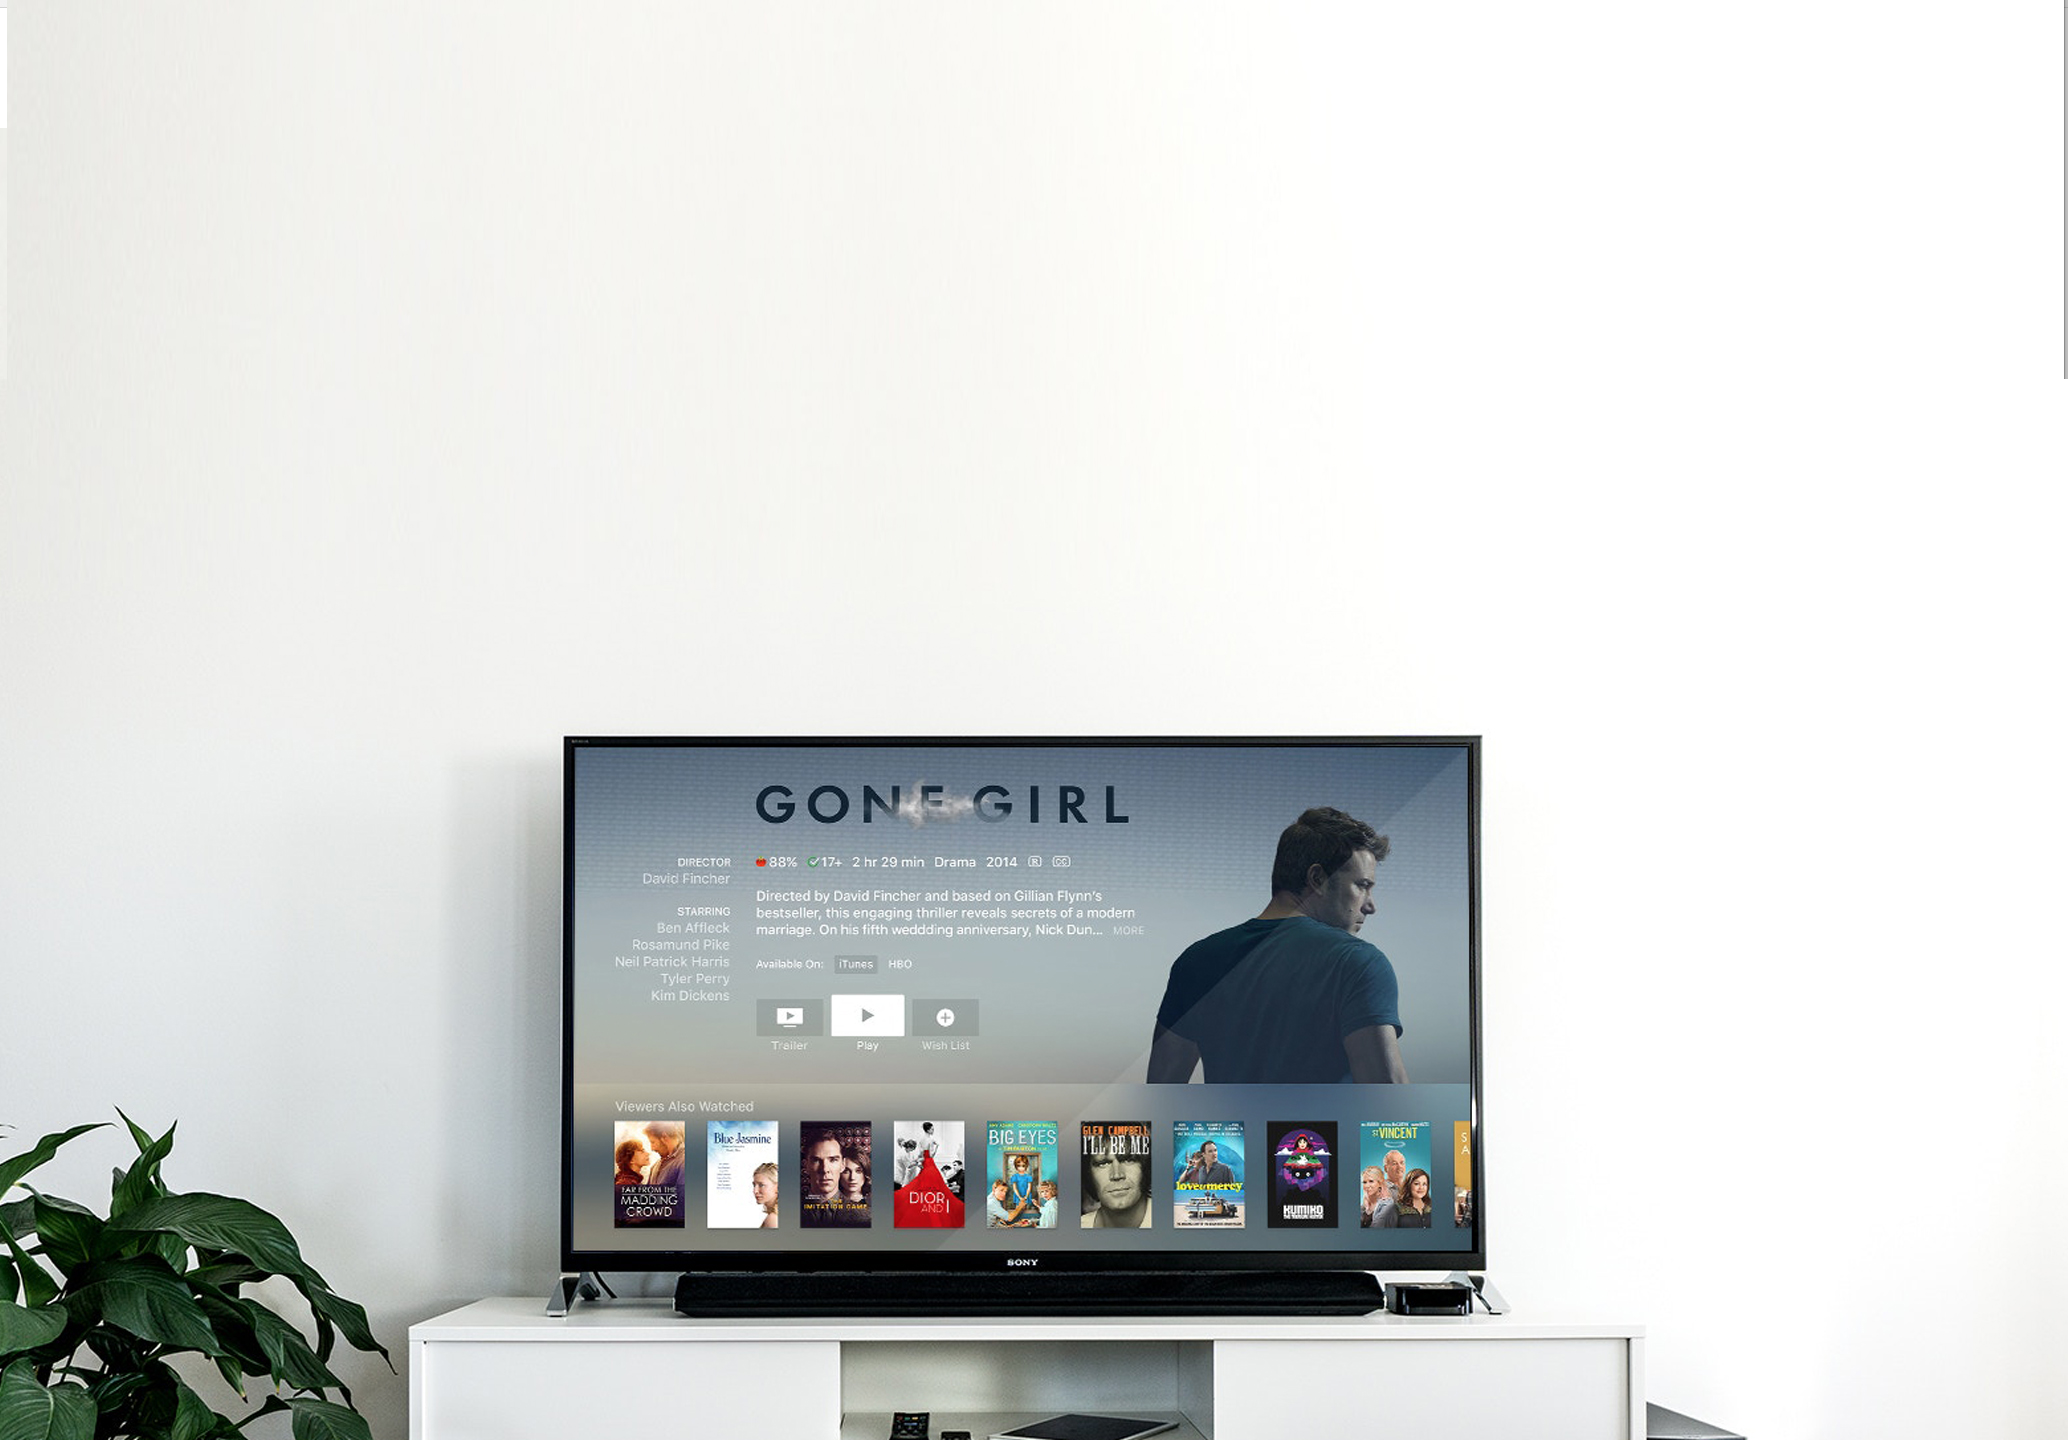 GONE GIRL
DIRECTOR
David Fincher
STARRING
Ben Affleck
Rosamund Pike
Neil Patrick Harris
Tyler Perry
Kim Dickens
88% 17+ 2 hr 29 min Drama 2014 R CC
Directed by David Fincher and based on Gillian Flynn's
bestseller, this engaging thriller reveals secrets of a modern
marriage. On his fifth weddding anniversary, Nick Dun... MORE
Available On: iTunes HBO
Trailer Play Wish List
Viewers Also Watched
FAR FROM THE
MADDING
CROWD
Blue Jasmine
THE
IMITATION GAME
DIOR
AND I
BIG EYES
GLEN CAMPBELL
I'LL BE ME
love&mercy
KUMIKO
ST. VINCENT
S
A
SONY